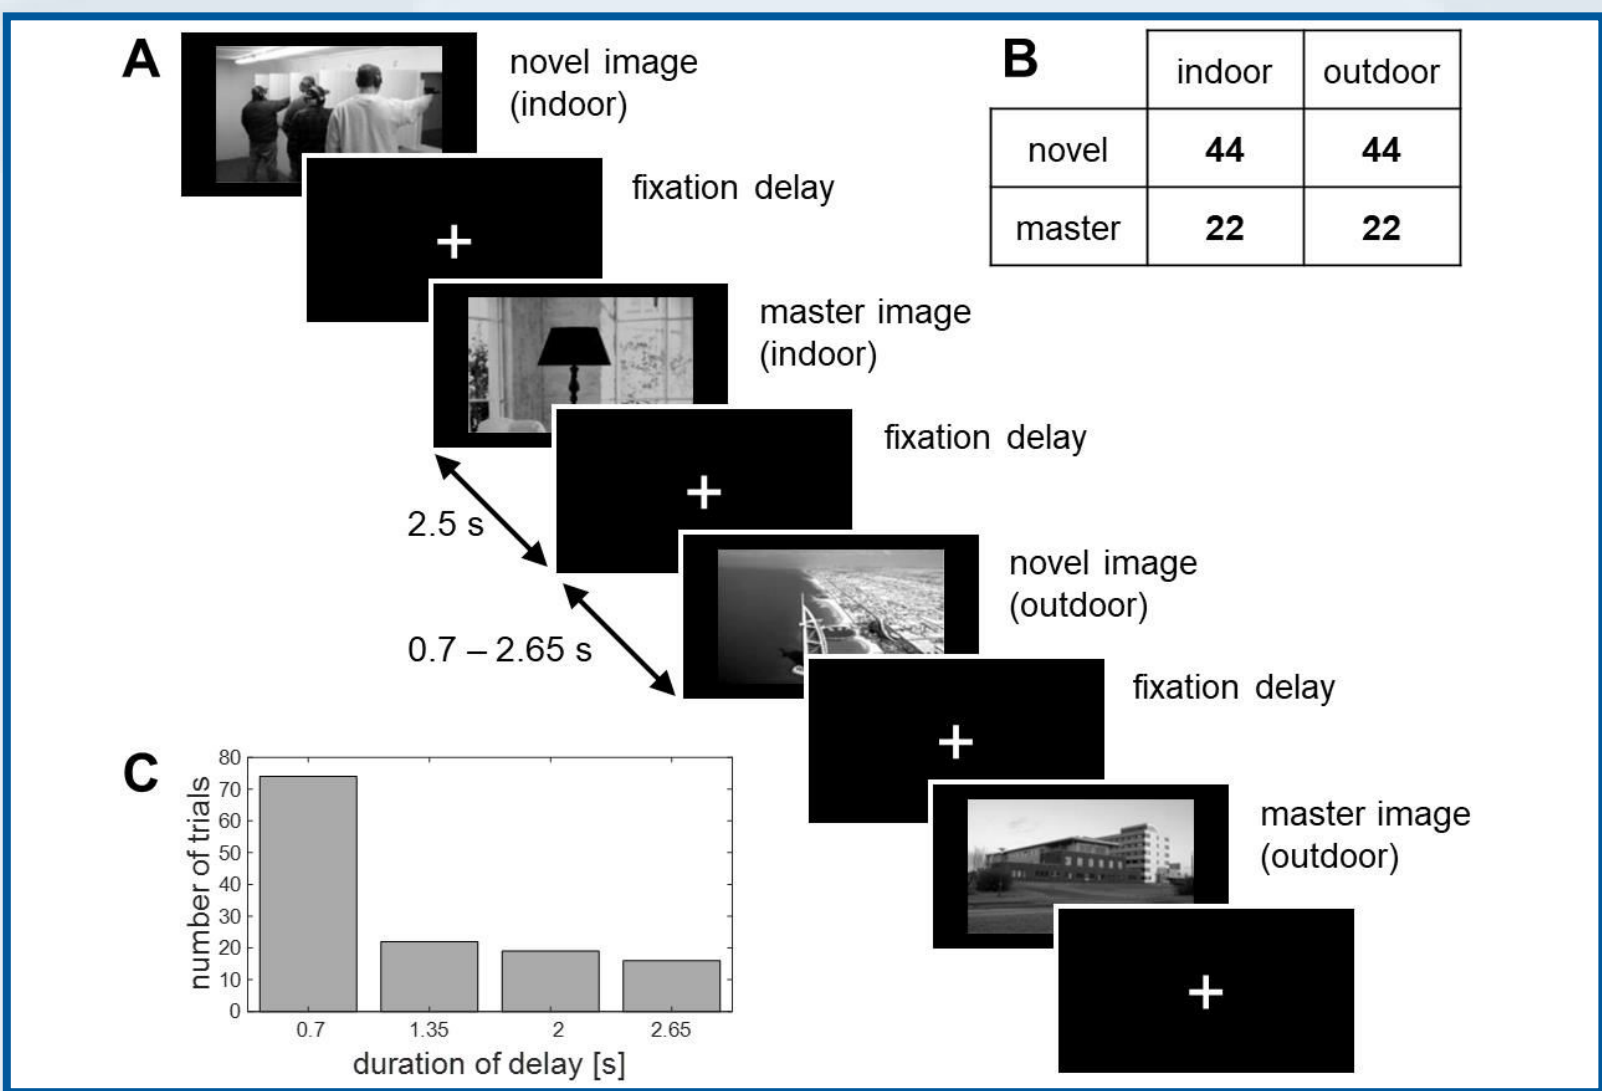 A
novel image
(indoor)
fixation delay
master image
(indoor)
fixation delay
2.5 s
novel image
(outdoor)
0.7 – 2.65 s
fixation delay
master image
(outdoor)
B
indoor outdoor
novel 44 44
master 22 22
C
number of trials
80
70
60
50
40
30
20
10
0
0.7 1.35 2 2.65
duration of delay [s]